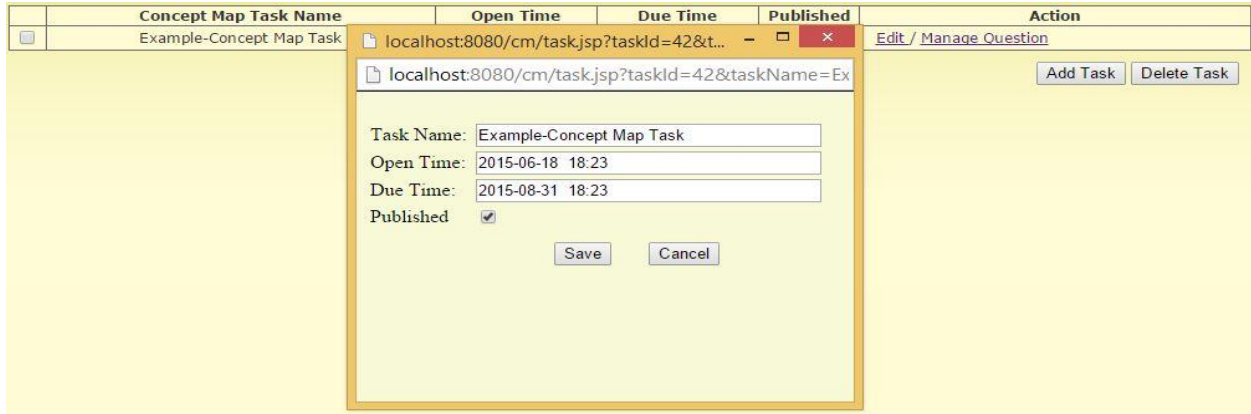 Concept Map Task Name Open Time Due Time Published Action
Example-Concept Map Task Edit / Manage Question
localhost:8080/cm/task.jsp?taskId=42&t...
localhost:8080/cm/task.jsp?taskId=42&taskName=Ex
Add Task Delete Task
Task Name: Example-Concept Map Task
Open Time: 2015-06-18 18:23
Due Time: 2015-08-31 18:23
Published
Save Cancel